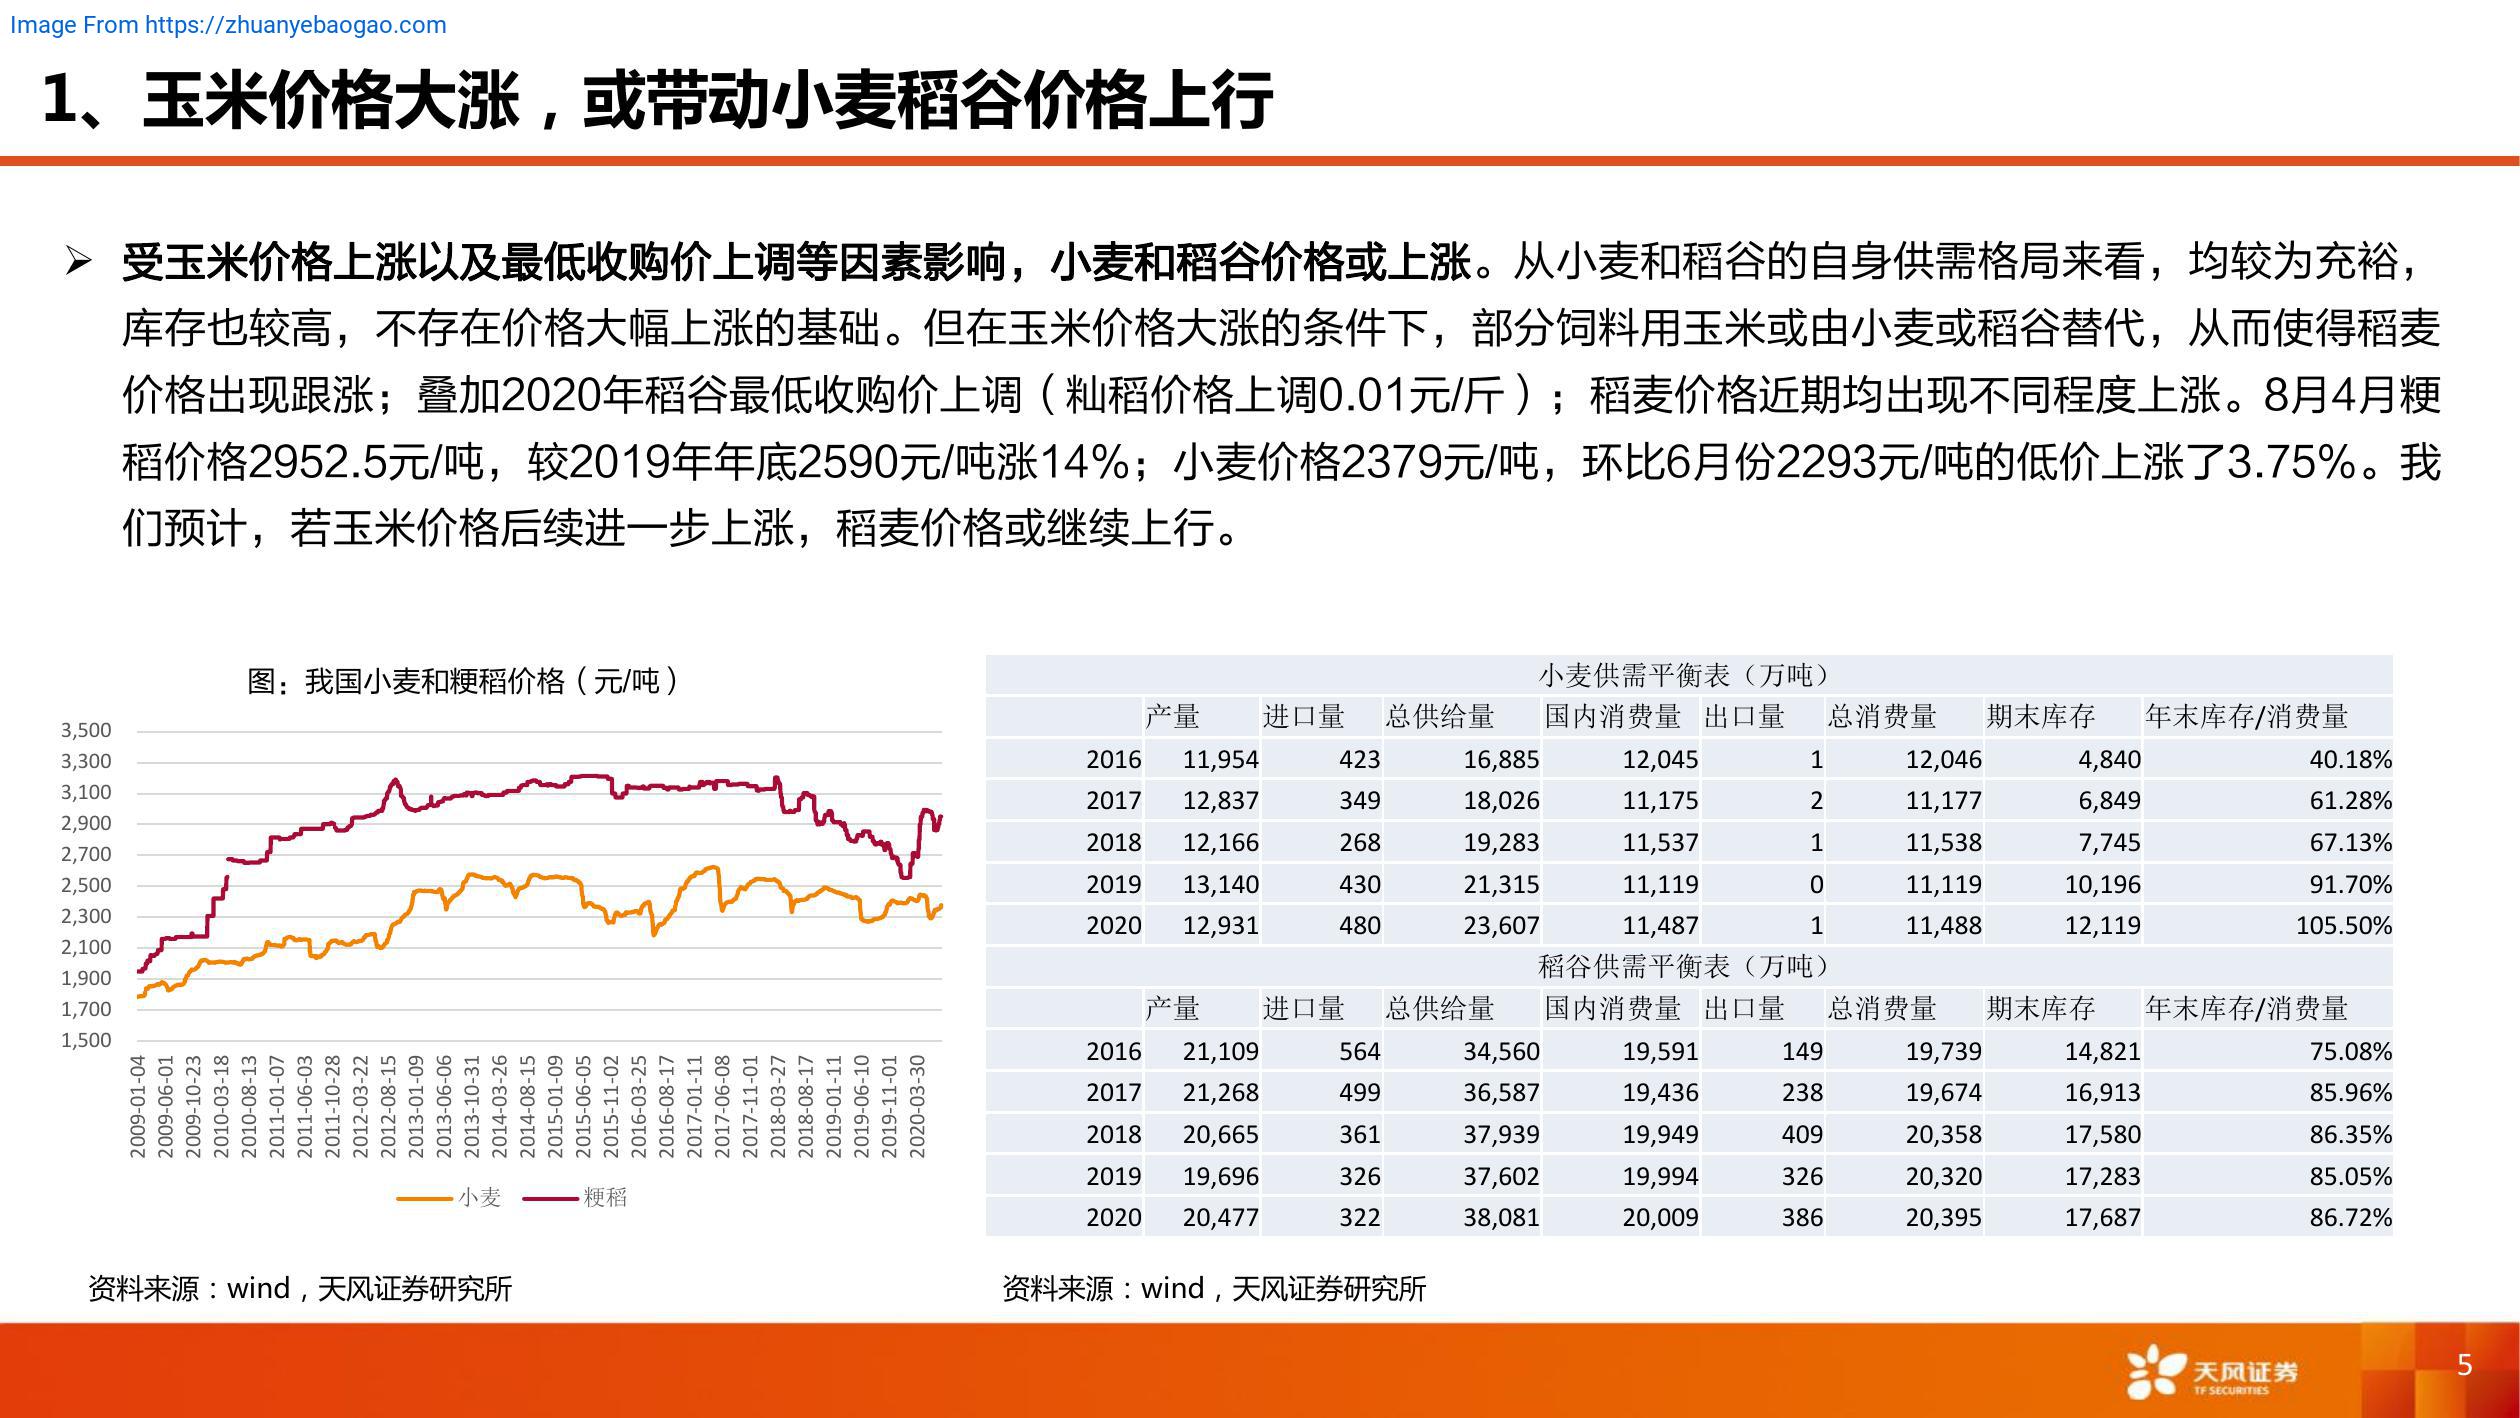 Image From https://zhuanyebaogao.com
1、玉米价格大涨，或带动小麦稻谷价格上行
➢ 受玉米价格上涨以及最低收购价上调等因素影响，小麦和稻谷价格或上涨。从小麦和稻谷的自身供需格局来看，均较为充裕，
库存也较高，不存在价格大幅上涨的基础。但在玉米价格大涨的条件下，部分饲料用玉米或由小麦或稻谷替代，从而使得稻麦
价格出现跟涨；叠加2020年稻谷最低收购价上调（籼稻价格上调0.01元/斤）；稻麦价格近期均出现不同程度上涨。8月4月粳
稻价格2952.5元/吨，较2019年年底2590元/吨涨14%；小麦价格2379元/吨，环比6月份2293元/吨的低价上涨了3.75%。我
们预计，若玉米价格后续进一步上涨，稻麦价格或继续上行。
图：我国小麦和粳稻价格（元/吨）
3,500
3,300
3,100
2,900
2,700
2,500
2,300
2,100
1,900
1,700
1,500
2009-01-04
2009-06-01
2009-10-23
2010-03-18
2010-08-13
2011-01-07
2011-06-03
2011-10-28
2012-03-22
2012-08-15
2013-01-09
2013-06-06
2013-10-31
2014-03-26
2014-08-15
2015-01-09
2015-06-05
2015-11-02
2016-03-25
2016-08-17
2017-01-11
2017-06-08
2017-11-01
2018-03-27
2018-08-17
2019-01-11
2019-06-10
2019-11-01
2020-03-30
小麦 粳稻
资料来源：wind，天风证券研究所
小麦供需平衡表（万吨）
产量 进口量 总供给量 国内消费量 出口量 总消费量 期末库存 年末库存/消费量
2016 11,954 423 16,885 12,045 1 12,046 4,840 40.18%
2017 12,837 349 18,026 11,175 2 11,177 6,849 61.28%
2018 12,166 268 19,283 11,537 1 11,538 7,745 67.13%
2019 13,140 430 21,315 11,119 0 11,119 10,196 91.70%
2020 12,931 480 23,607 11,487 1 11,488 12,119 105.50%
稻谷供需平衡表（万吨）
产量 进口量 总供给量 国内消费量 出口量 总消费量 期末库存 年末库存/消费量
2016 21,109 564 34,560 19,591 149 19,739 14,821 75.08%
2017 21,268 499 36,587 19,436 238 19,674 16,913 85.96%
2018 20,665 361 37,939 19,949 409 20,358 17,580 86.35%
2019 19,696 326 37,602 19,994 326 20,320 17,283 85.05%
2020 20,477 322 38,081 20,009 386 20,395 17,687 86.72%
资料来源：wind，天风证券研究所
天风证券
TF SECURITIES
5